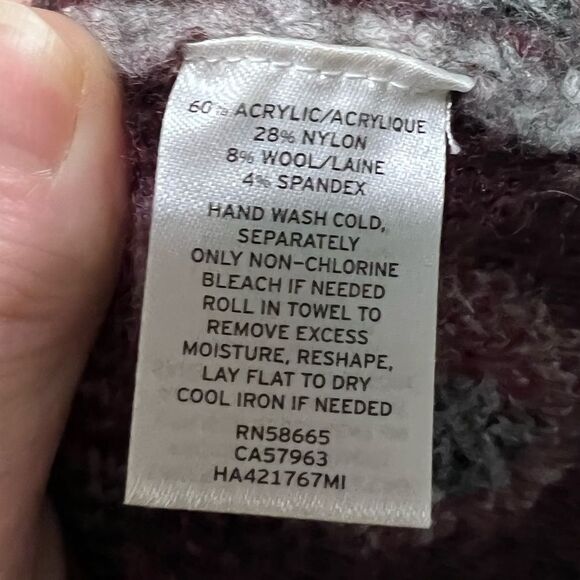 60% ACRYLIC/ACRYLIQUE
28% NYLON
8% WOOL/LAINE
4% SPANDEX
HAND WASH COLD,
SEPARATELY
ONLY NON-CHLORINE
BLEACH IF NEEDED
ROLL IN TOWEL TO
REMOVE EXCESS
MOISTURE, RESHAPE,
LAY FLAT TO DRY
COOL IRON IF NEEDED
RN58665
CA57963
HA421767MI